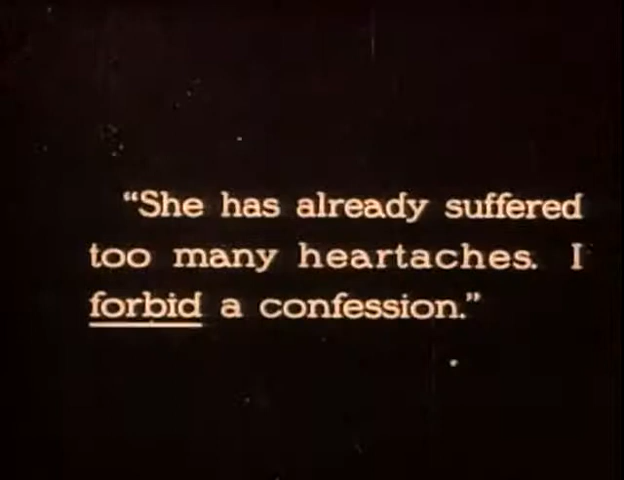 “She has already suffered
too many heartaches. I
forbid a confession.”